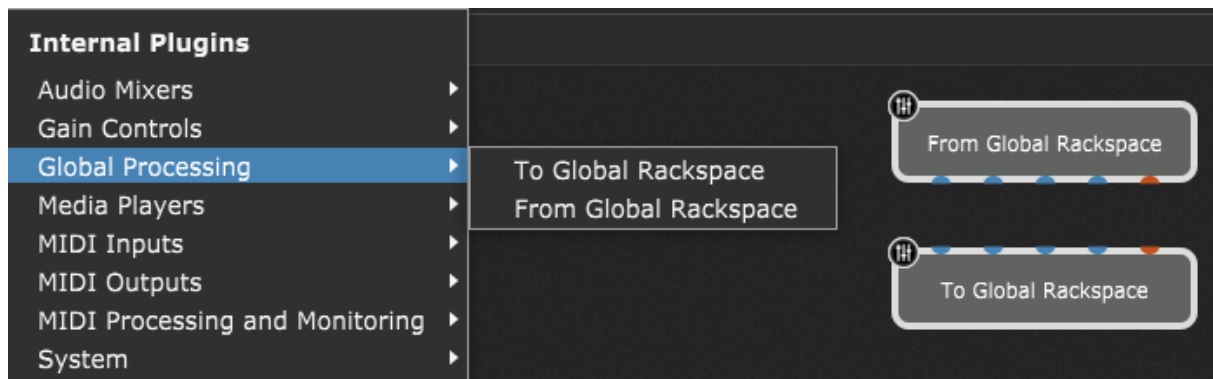 Internal Plugins
Audio Mixers
Gain Controls
Global Processing
Media Players
MIDI Inputs
MIDI Outputs
MIDI Processing and Monitoring
System
To Global Rackspace
From Global Rackspace
From Global Rackspace
To Global Rackspace